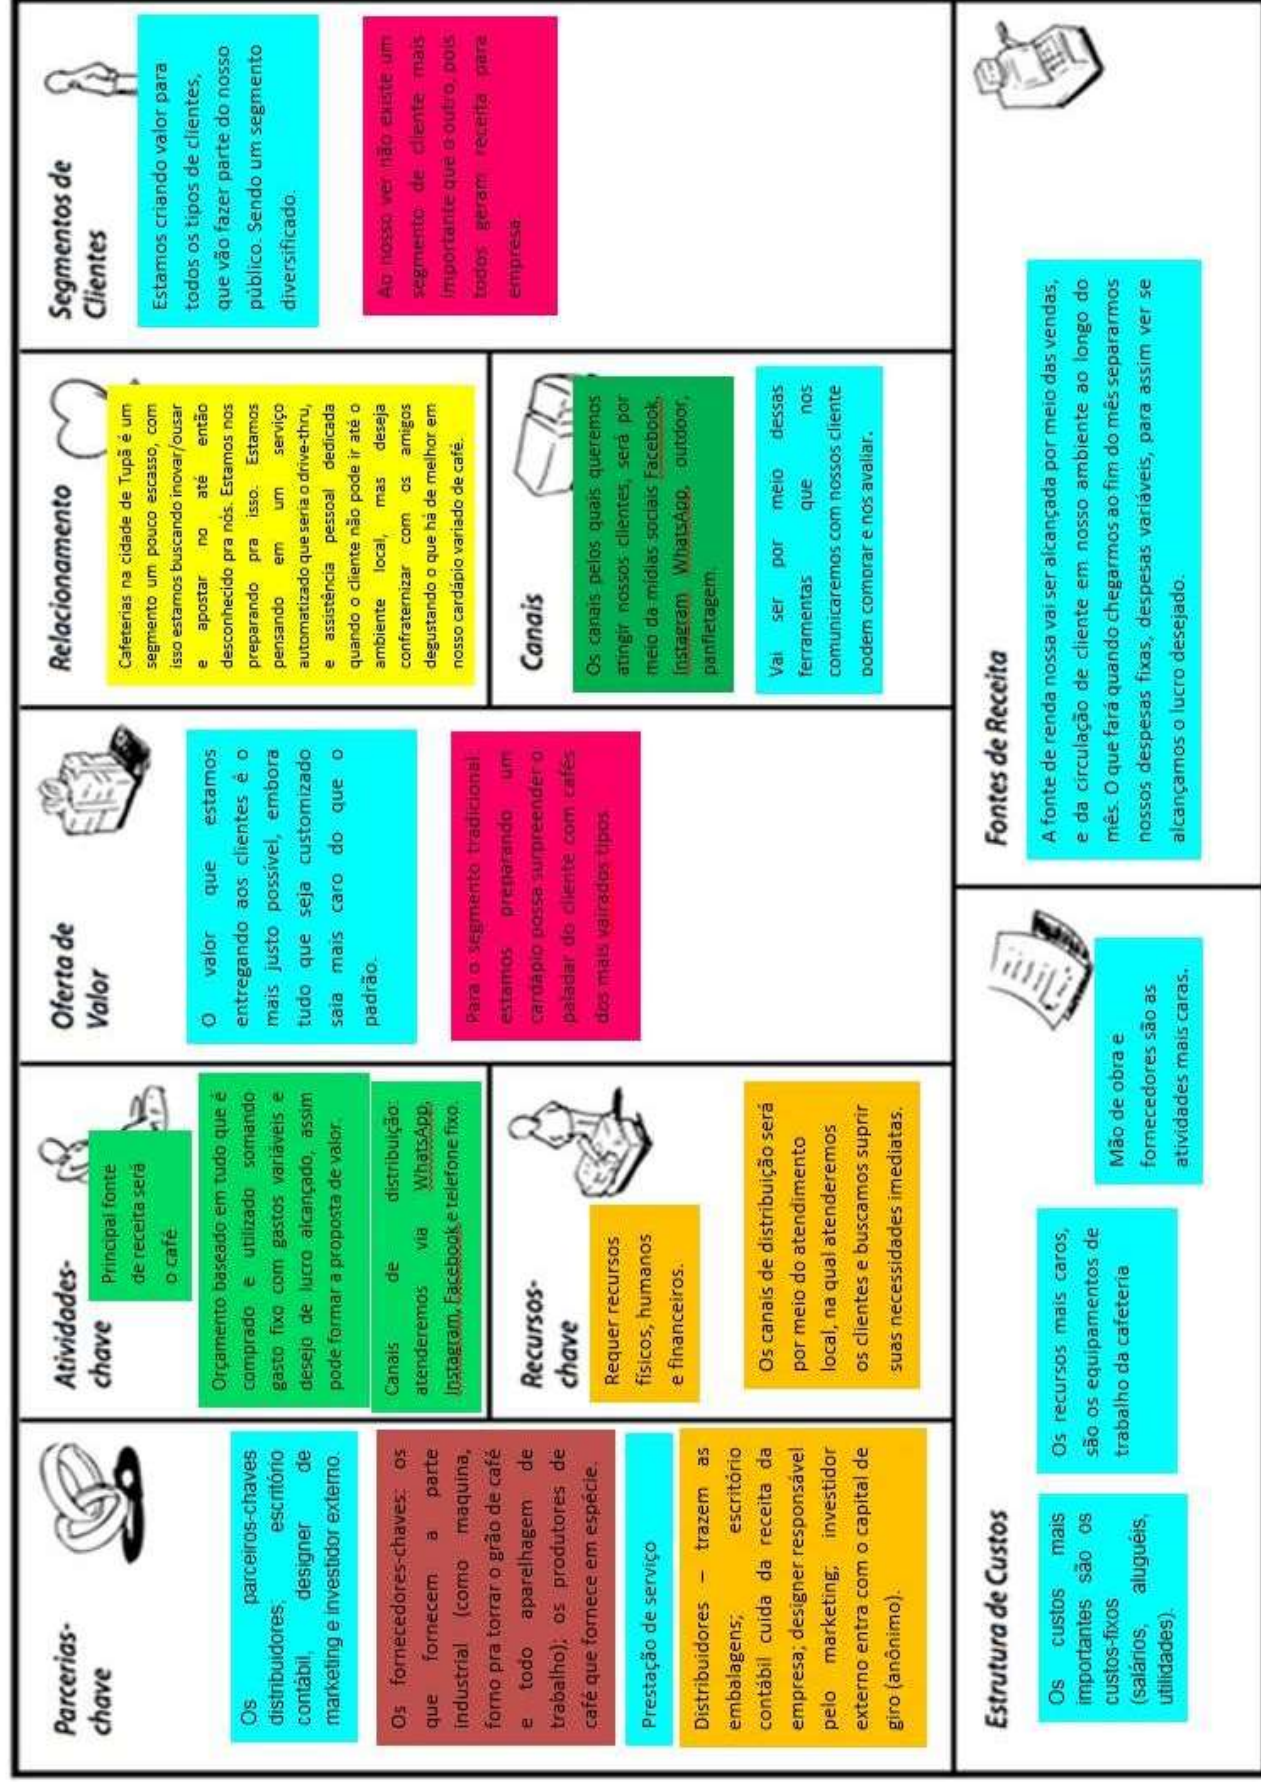 Parcerias-
chave
Os parceiros-chaves
distribuidores, escritório
contábil, designer de
marketing e investidor externo.
Os fornecedores-chaves: os
que fornecem a parte
industrial (como maquina,
forno pra torrar o grão de café
e todo aparelhagem de
trabalho); os produtores de
café que fornece em espécie.
Prestação de serviço
Distribuidores – trazem as
embalagens; escritório
contábil cuida da receita da
empresa; designer responsável
pelo marketing; investidor
externo entra com o capital de
giro (anônimo).
Atividades-
chave
Principal fonte
de receita será
o café
Orçamento baseado em tudo que é
comprado e utilizado somando
gasto fixo com gastos variáveis e
desejo de lucro alcançado, assim
pode formar a proposta de valor.
Canais de distribuição:
atenderemos via WhatsApp,
Instagram, Facebook e telefone fixo.
Recursos-
chave
Requer recursos
físicos, humanos
e financeiros.
Os canais de distribuição será
por meio do atendimento
local, na qual atenderemos
os clientes e buscamos suprir
suas necessidades imediatas.
Oferta de
Valor
O valor que estamos
entregando aos clientes é o
mais justo possível, embora
tudo que seja customizado
saia mais caro do que o
padrão.
Para o segmento tradicional:
estamos preparando um
cardápio possa surpreender o
paladar do cliente com cafés
dos mais vairados tipos
Relacionamento
Cafeterias na cidade de Tupã é um
segmento um pouco escasso, com
isso estamos buscando inovar/ousar
e apostar no até então
desconhecido pra nós. Estamos nos
preparando pra isso. Estamos
pensando em um serviço
automatizado que seria o drive-thru,
e assistência pessoal dedicada
quando o cliente não pode ir até o
ambiente local, mas deseja
confraternizar com os amigos
degustando o que há de melhor em
nosso cardápio variado de café.
Canais
Os canais pelos quais queremos
atingir nossos clientes, será por
meio da mídias sociais Facebook,
Instagram WhatsApp, outdoor,
panfletagem.
Vai ser por meio dessas
ferramentas que nos
comunicaremos com nossos cliente
podem comprar e nos avaliar.
Segmentos de
Clientes
Estamos criando valor para
todos os tipos de clientes,
que vão fazer parte do nosso
público. Sendo um segmento
diversificado.
Ao nosso ver não existe um
segmento de cliente mais
importante que o outro, pois
todos geram receita para
empresa.
Estrutura de Custos
Os custos mais
importantes são os
custos-fixos
(salários, aluguéis,
utilidades).
Os recursos mais caros,
são os equipamentos de
trabalho da cafeteria
Mão de obra e
fornecedores são as
atividades mais caras.
Fontes de Receita
A fonte de renda nossa vai ser alcançada por meio das vendas,
e da circulação de cliente em nosso ambiente ao longo do
mês. O que fará quando chegarmos ao fim do mês separarmos
nossos despesas fixas, despesas variáveis, para assim ver se
alcançamos o lucro desejado.